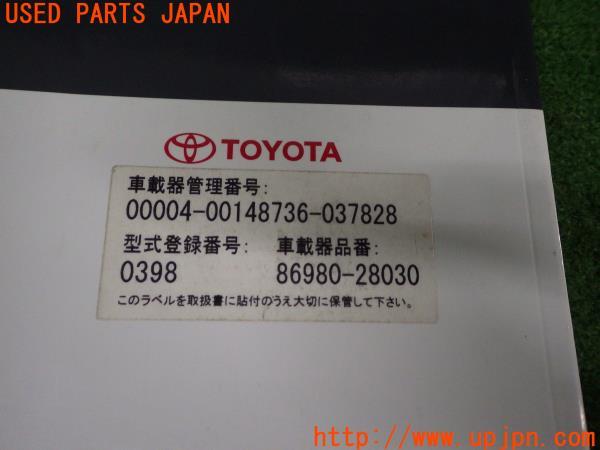 USED PARTS JAPAN
TOYOTA
車載器管理番号:
00004-00148736-037828
型式登録番号: 車載器品番:
0398 86980-28030
このラベルを取扱書に貼付のうえ大切に保管して下さい。
http://www.upjpn.com